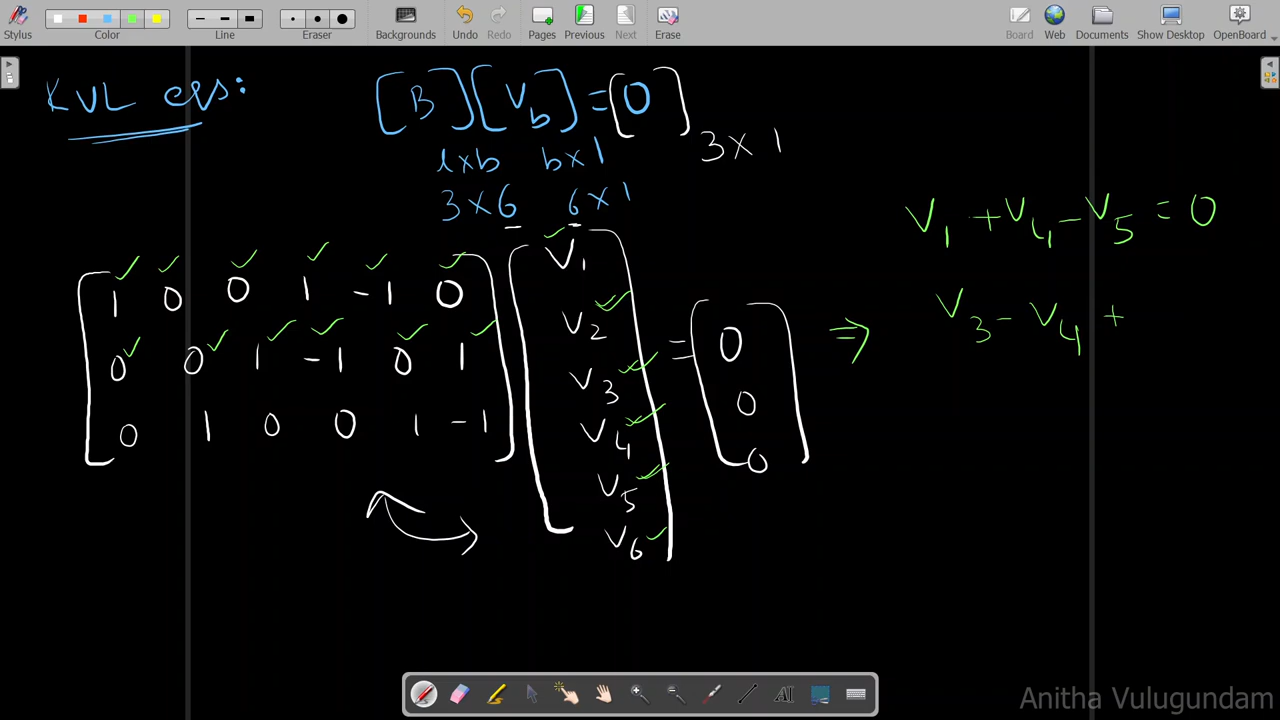 Stylus Color Line Eraser Backgrounds Undo Redo Pages Previous Next Erase Board Web Documents Show Desktop OpenBoard
KVL eqs: [B] [Vb] = [0] 3 × 1
l×b b×1
3 × 6 6 × 1
V1 + V4 - V5 = 0
V3 - V4 +
1 0 0 1 -1 0
0 0 1 -1 0 1
0 1 0 0 1 -1
V1
V2
V3
V4
V5
V6
=
0
0
0
⇒
Anitha Vulugundam